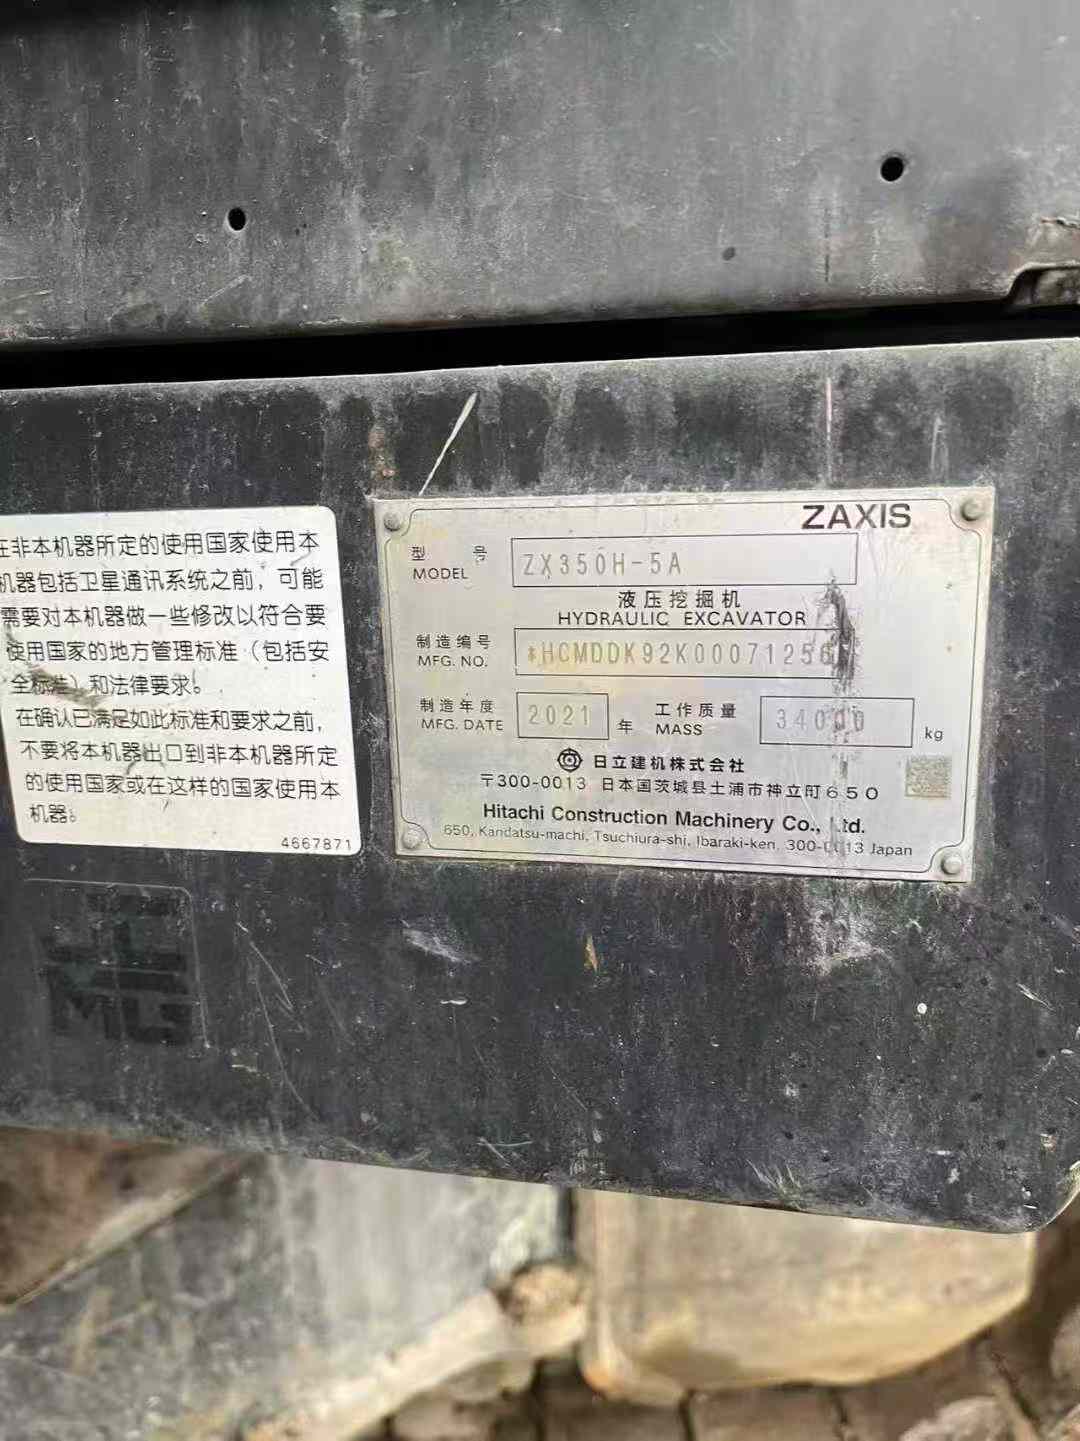 在非本机器所定的使用国家使用本
机器包括卫星通讯系统之前，可能
需要对本机器做一些修改以符合要
使用国家的地方管理标准（包括安
全标准）和法律要求。
在确认已满足如此标准和要求之前，
不要将本机器出口到非本机器所定
的使用国家或在这样的国家使用本
机器。
4667871
ZAXIS
型 号 MODEL ZX350H-5A
液压挖掘机
HYDRAULIC EXCAVATOR
制造编号 MFG. NO. *HCMDDK92K00071256*
制造年度 MFG. DATE 2021 年 工作质量 MASS 34000 kg
日立建机株式会社
〒300-0013 日本国茨城县土浦市神立町650
Hitachi Construction Machinery Co., Ltd.
650, Kandatsu-machi, Tsuchiura-shi, Ibaraki-ken, 300-0013 Japan